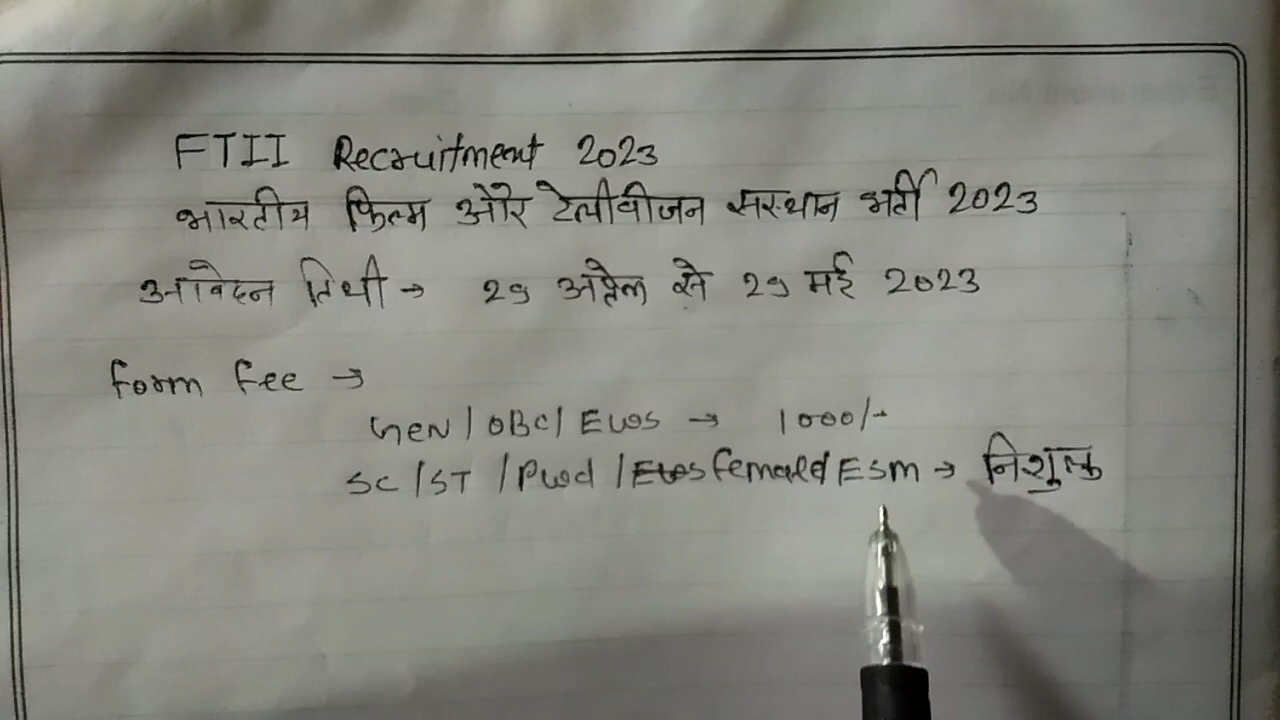 FTII Recruitment 2023
भारतीय फिल्म और टेलीवीजन संस्थान भर्ती 2023
आवेदन तिथी → 29 अप्रेल से 29 मई 2023
form fee →
Gen / OBC / Ews → 1000/-
SC / ST / Pwd / Ews female / ESM → निशुल्क